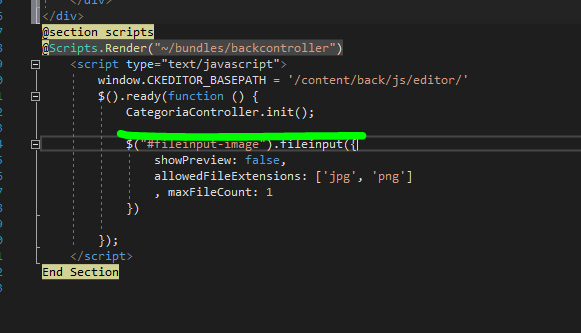 </div>
</div>
@section scripts
@Scripts.Render("~/bundles/backcontroller")
<script type="text/javascript">
window.CKEDITOR_BASEPATH = '/content/back/js/editor/'
$().ready(function () {
CategoriaController.init();
$("#fileinput-image").fileinput({
showPreview: false,
allowedFileExtensions: ['jpg', 'png']
, maxFileCount: 1
})
});
</script>
End Section